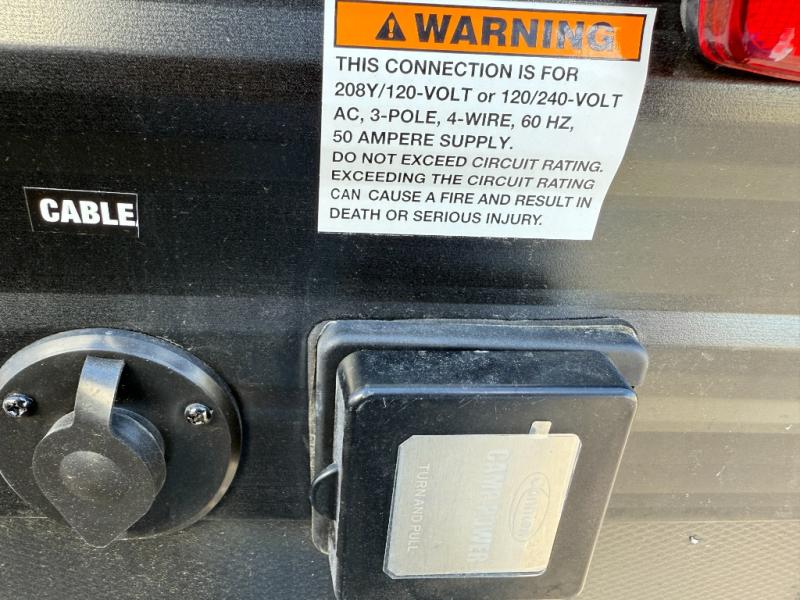 WARNING
THIS CONNECTION IS FOR
208Y/120-VOLT or 120/240-VOLT
AC, 3-POLE, 4-WIRE, 60 HZ,
50 AMPERE SUPPLY.
DO NOT EXCEED CIRCUIT RATING.
EXCEEDING THE CIRCUIT RATING
CAN CAUSE A FIRE AND RESULT IN
DEATH OR SERIOUS INJURY.
CABLE
CAMP POWER
TURN AND PULL